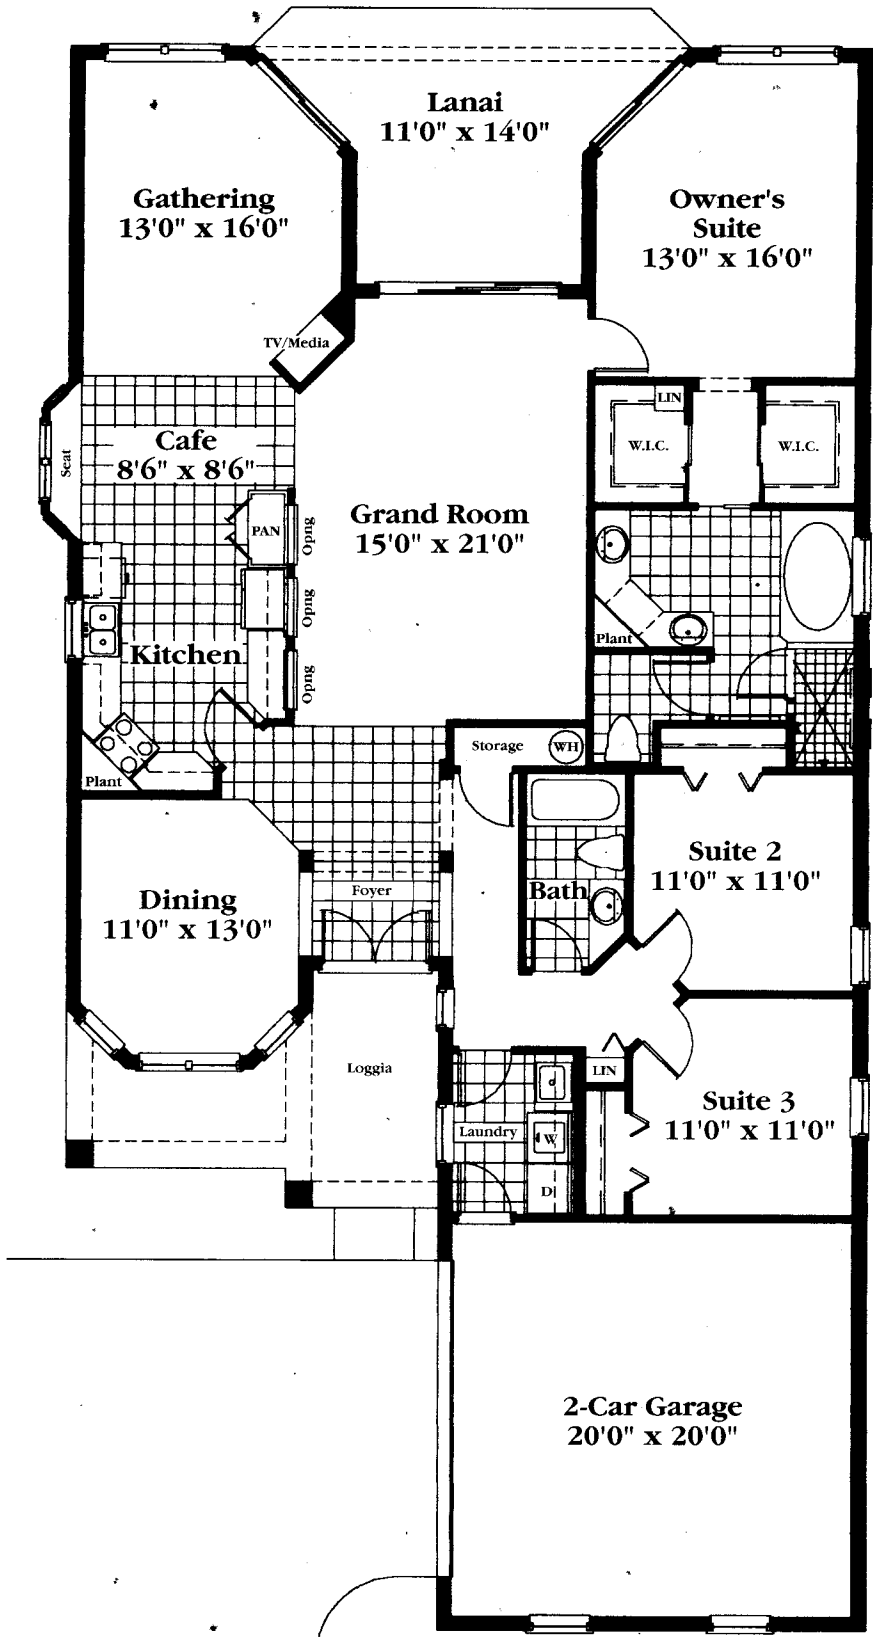 Lanai
11'0" x 14'0"
Gathering
13'0" x 16'0"
Owner's
Suite
13'0" x 16'0"
TV/Media
LIN
W.I.C.
W.I.C.
Cafe
8'6" x 8'6"
Seat
PAN
Opng
Grand Room
15'0" x 21'0"
Opng
Plant
Kitchen
Opng
Storage
WH
Plant
Suite 2
11'0" x 11'0"
Bath
Foyer
Dining
11'0" x 13'0"
Loggia
LIN
Suite 3
11'0" x 11'0"
Laundry
W
D
2-Car Garage
20'0" x 20'0"